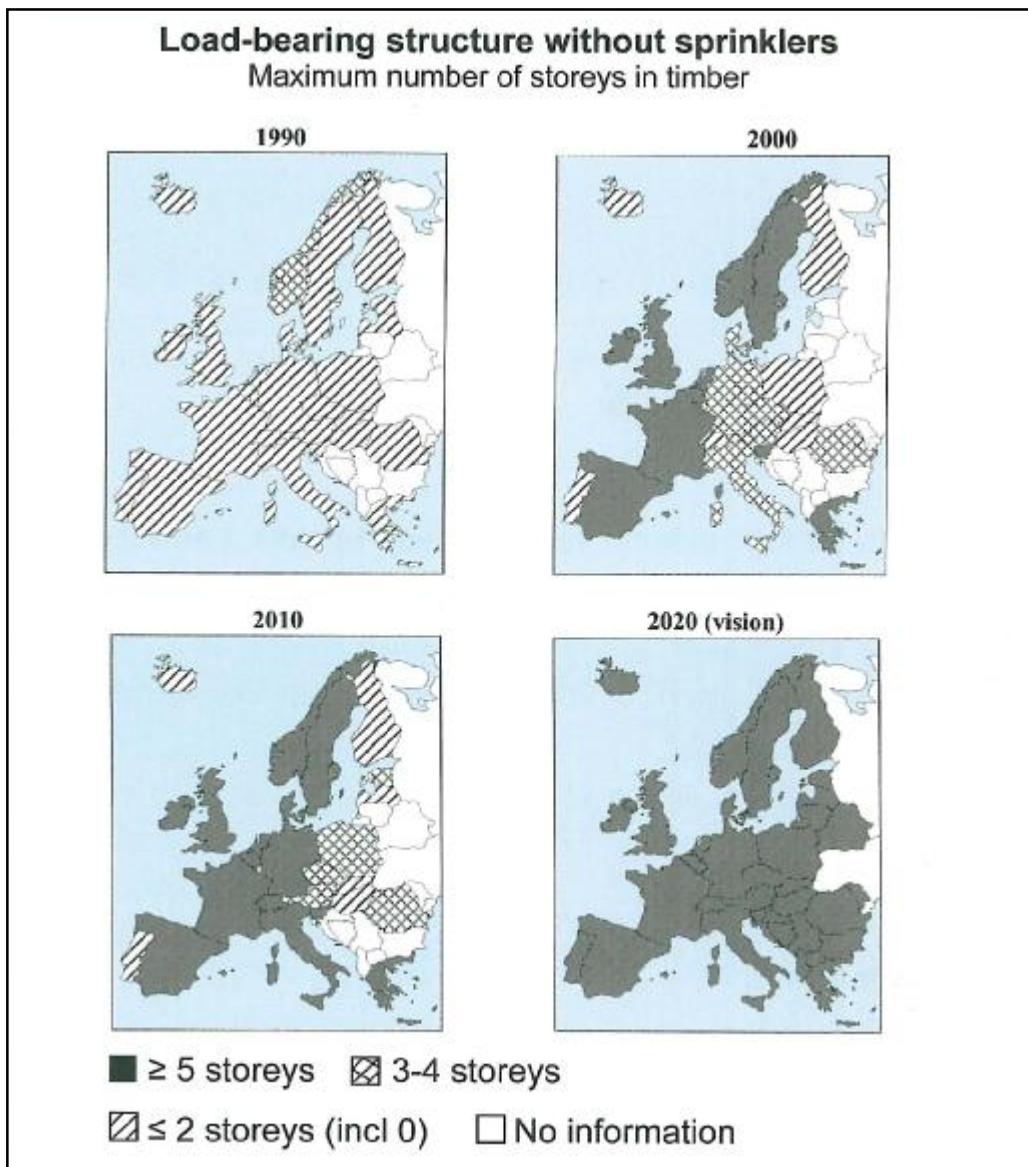 Load-bearing structure without sprinklers
Maximum number of storeys in timber
1990
2000
2010
2020 (vision)
≥ 5 storeys
3-4 storeys
≤ 2 storeys (incl 0)
No information